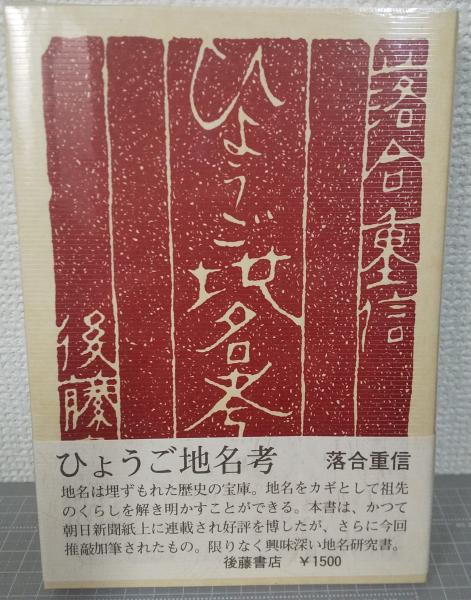 落合重信
ひょうご地名考
後藤
ひょうご地名考 落合重信
地名は埋ずもれた歴史の宝庫。地名をカギとして祖先
のくらしを解き明かすことができる。本書は、かつて
朝日新聞紙上に連載され好評を博したが、さらに今回
推敲加筆されたもの。限りなく興味深い地名研究書。
後藤書店 ¥1500